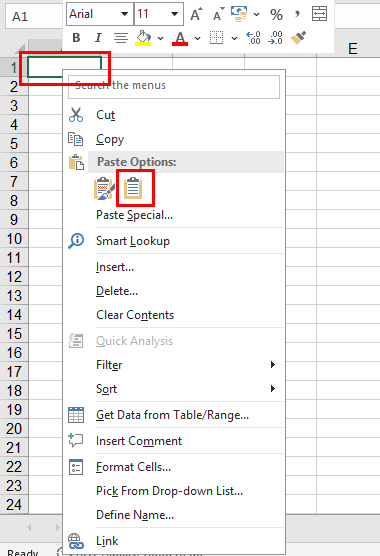 A1
Arial 11 A A $ %
B I A .00 .0
E
1
2
3
4
5
6
7
8
9
10
11
12
13
14
15
16
17
18
19
20
21
22
23
24
Search the menus
Cut
Copy
Paste Options:
Paste Special...
Smart Lookup
Insert...
Delete...
Clear Contents
Quick Analysis
Filter
Sort
Get Data from Table/Range...
Insert Comment
Format Cells...
Pick From Drop-down List...
Define Name...
Link
Ready